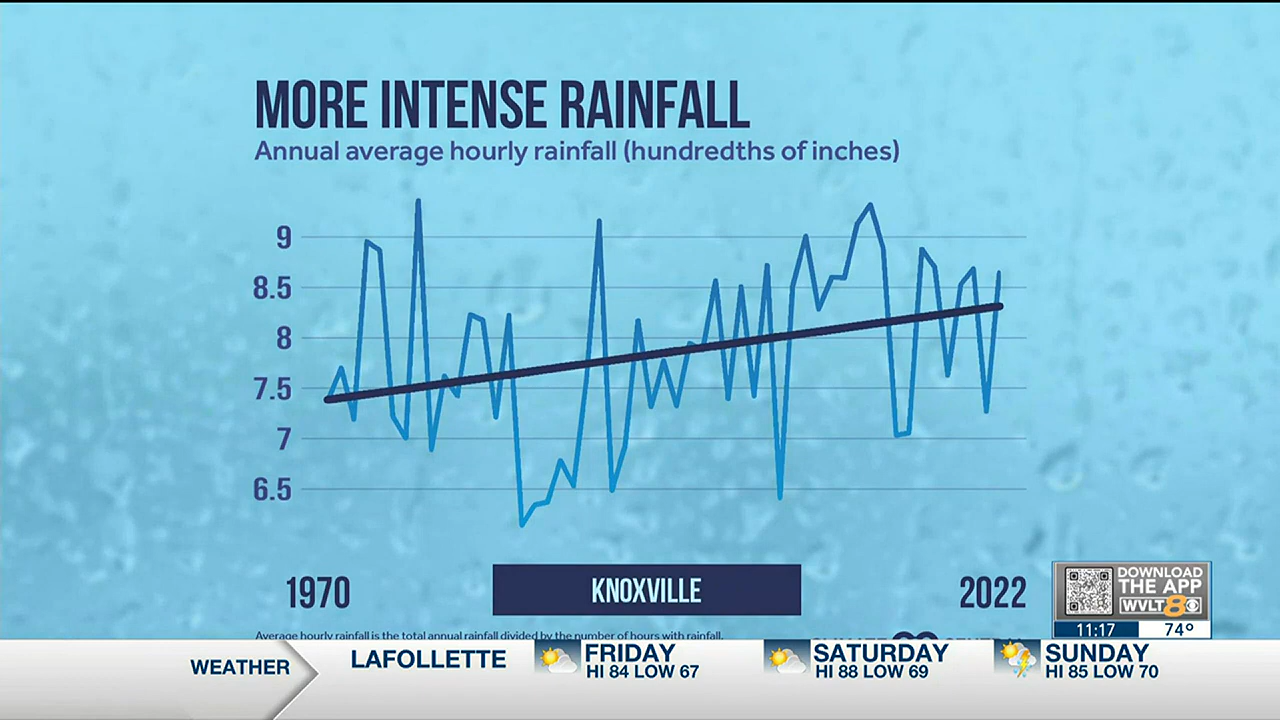 MORE INTENSE RAINFALL
Annual average hourly rainfall (hundredths of inches)
9
8.5
8
7.5
7
6.5
1970
KNOXVILLE
2022
Average hourly rainfall is the total annual rainfall divided by the number of hours with rainfall.
CLIMATE CENTRAL
DOWNLOAD
THE APP
WVLT 8
11:17 74°
WEATHER
LAFOLLETTE
FRIDAY
HI 84 LOW 67
SATURDAY
HI 88 LOW 69
SUNDAY
HI 85 LOW 70